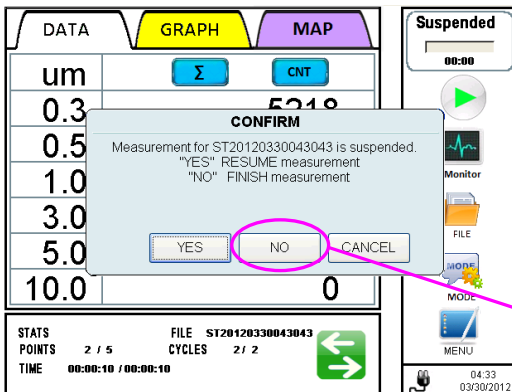 DATA GRAPH MAP
um Σ CNT
0.3
0.5
1.0
3.0
5.0
10.0 0
CONFIRM
Measurement for ST20120330043043 is suspended.
"YES" RESUME measurement
"NO" FINISH measurement
YES NO CANCEL
STATS FILE ST20120330043043
POINTS 2 / 5 CYCLES 2/ 2
TIME 00:00:10 / 00:00:10
Suspended
00:00
Monitor
FILE
MODE
MODE
MENU
04:33
03/30/2012